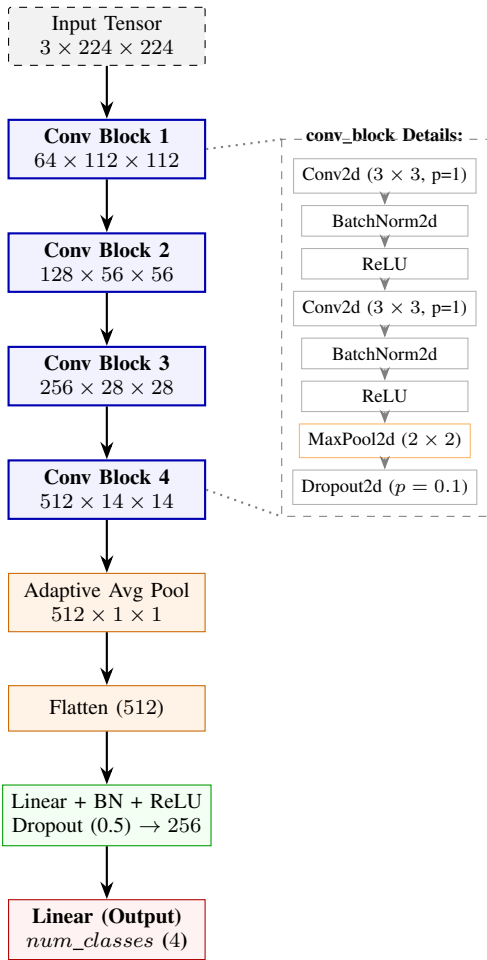 Input Tensor
3 × 224 × 224
Conv Block 1
64 × 112 × 112
Conv Block 2
128 × 56 × 56
Conv Block 3
256 × 28 × 28
Conv Block 4
512 × 14 × 14
Adaptive Avg Pool
512 × 1 × 1
Flatten (512)
Linear + BN + ReLU
Dropout (0.5) → 256
Linear (Output)
num_classes (4)
conv_block Details:
Conv2d (3 × 3, p=1)
BatchNorm2d
ReLU
Conv2d (3 × 3, p=1)
BatchNorm2d
ReLU
MaxPool2d (2 × 2)
Dropout2d (p = 0.1)